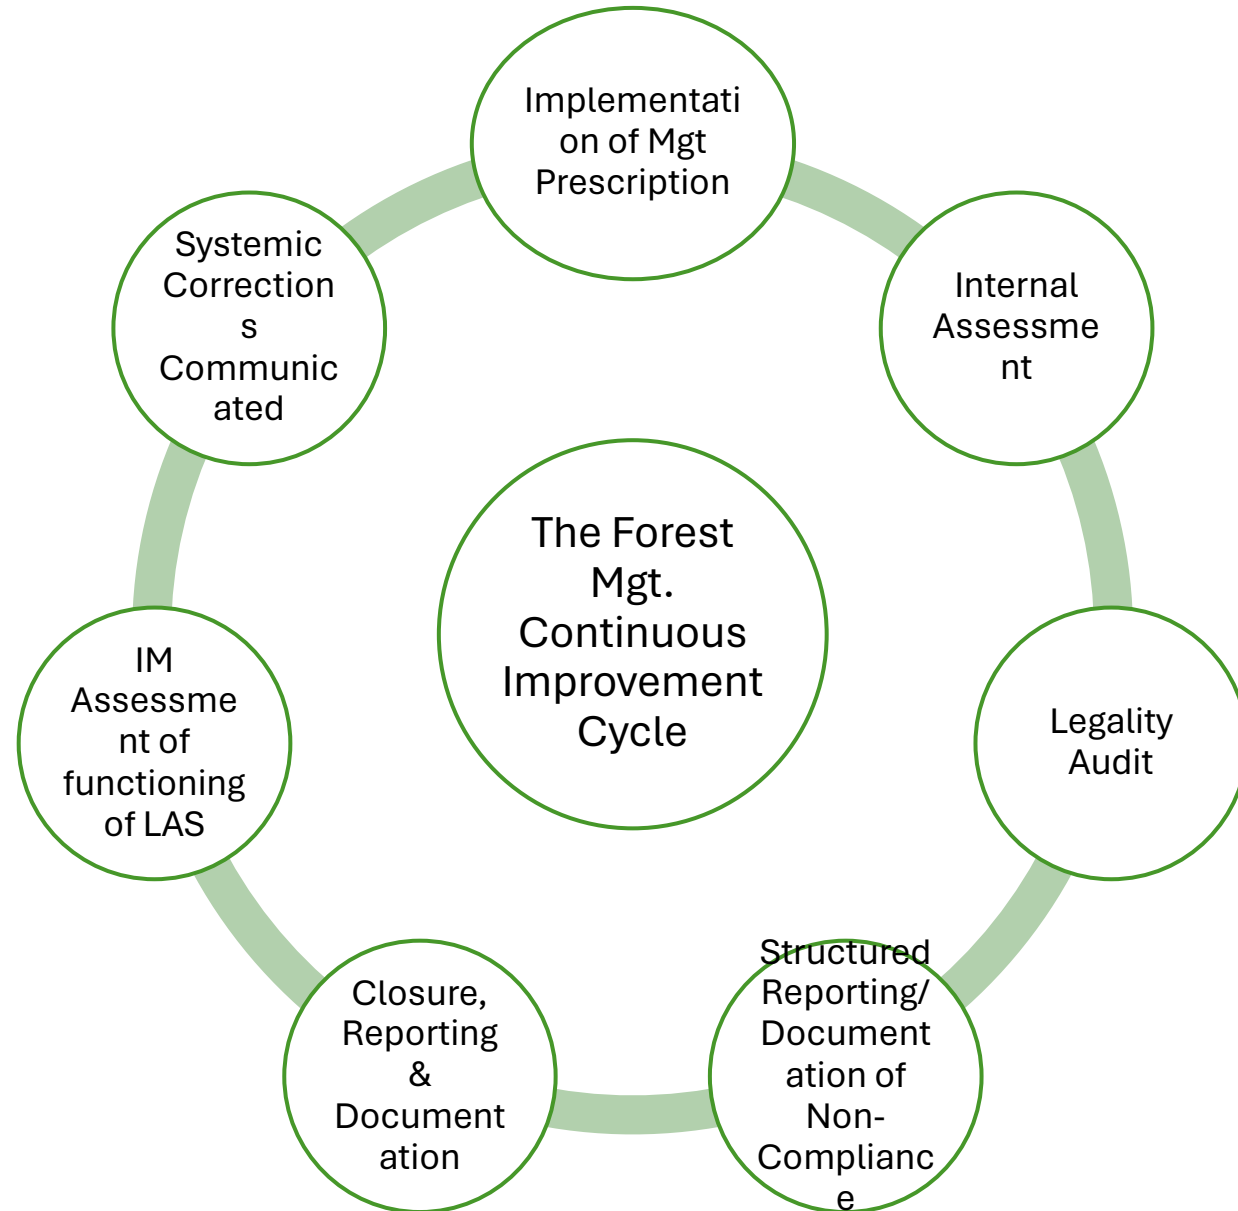 Implementati
on of Mgt
Prescription
Internal
Assessme
nt
Legality
Audit
Structured
Reporting/
Document
ation of
Non-
Complianc
e
Closure,
Reporting
&
Document
ation
IM
Assessme
nt of
functioning
of LAS
Systemic
Correction
s
Communic
ated
The Forest
Mgt.
Continuous
Improvement
Cycle